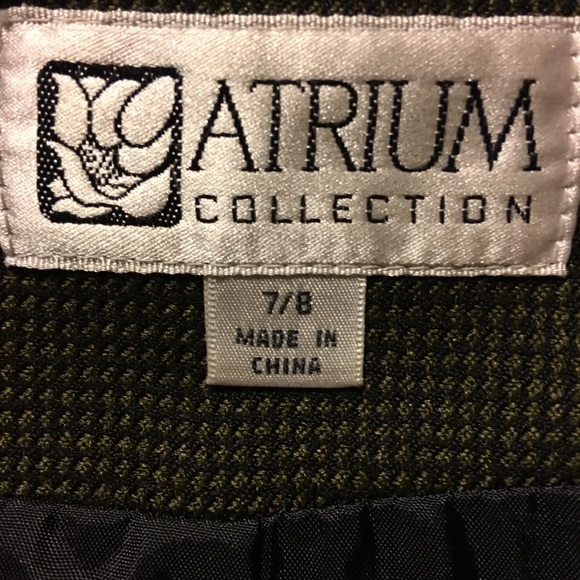 ATRIUM
COLLECTION
7/8
MADE IN
CHINA